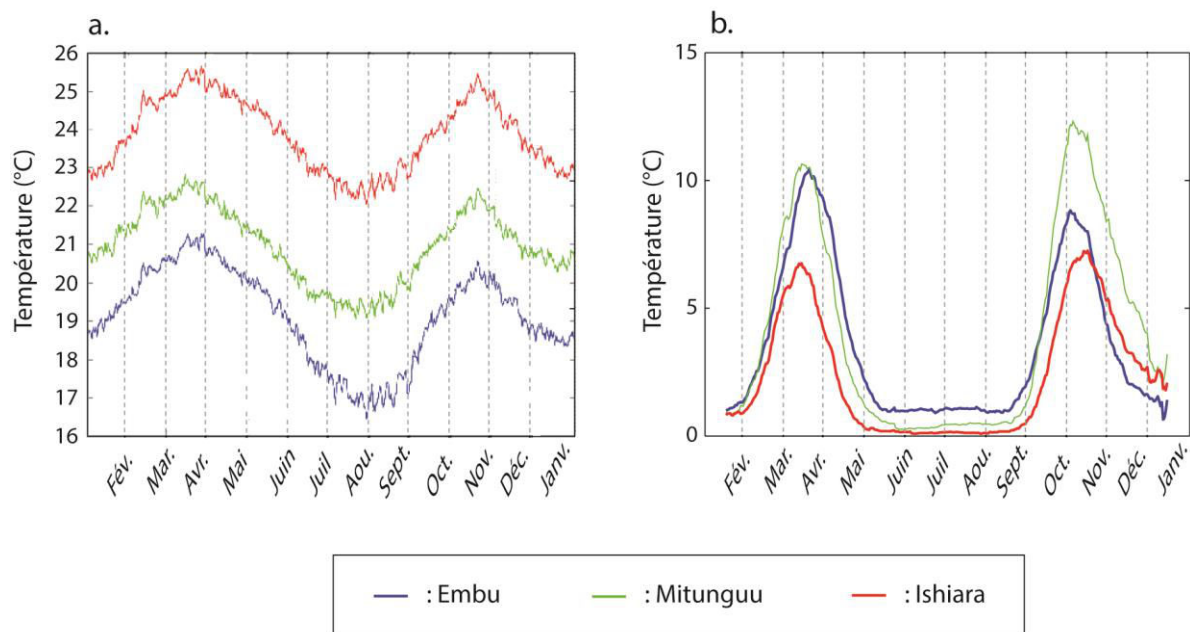 a.
Température (°C)
26
25
24
23
22
21
20
19
18
17
16
Fév.
Mar.
Avr.
Mai
Juin
Juil
Aou.
Sept.
Oct.
Nov.
Déc.
Janv.
b.
Température (°C)
15
10
5
0
Fév.
Mar.
Avr.
Mai
Juin
Juil
Aou.
Sept.
Oct.
Nov.
Déc.
Janv.
: Embu : Mitunguu : Ishiara